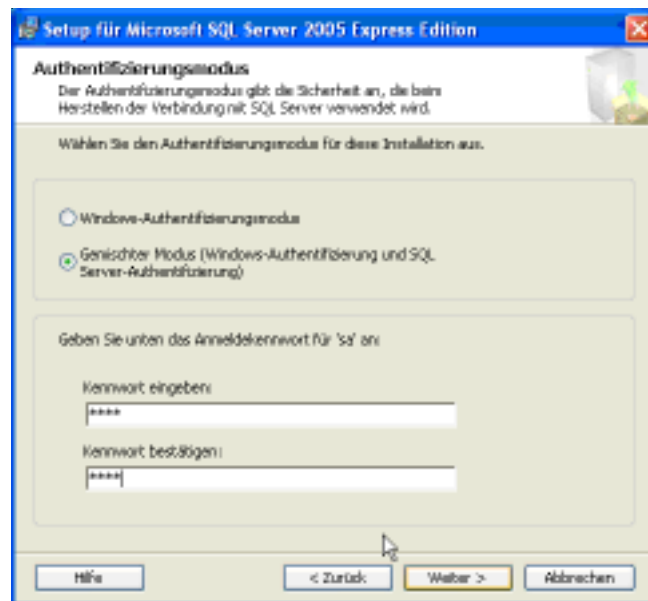 Setup für Microsoft SQL Server 2005 Express Edition
Authentifizierungsmodus
Der Authentifizierungsmodus gibt die Sicherheit an, die beim
Herstellen der Verbindung mit SQL Server verwendet wird.
Wählen Sie den Authentifizierungsmodus für diese Installation aus.
Windows-Authentifizierungsmodus
Gemischter Modus (Windows-Authentifizierung und SQL
Server-Authentifizierung)
Geben Sie unten das Anmeldekennwort für 'sa' an:
Kennwort eingeben:
****
Kennwort bestätigen:
****
Hilfe
< Zurück
Weiter >
Abbrechen